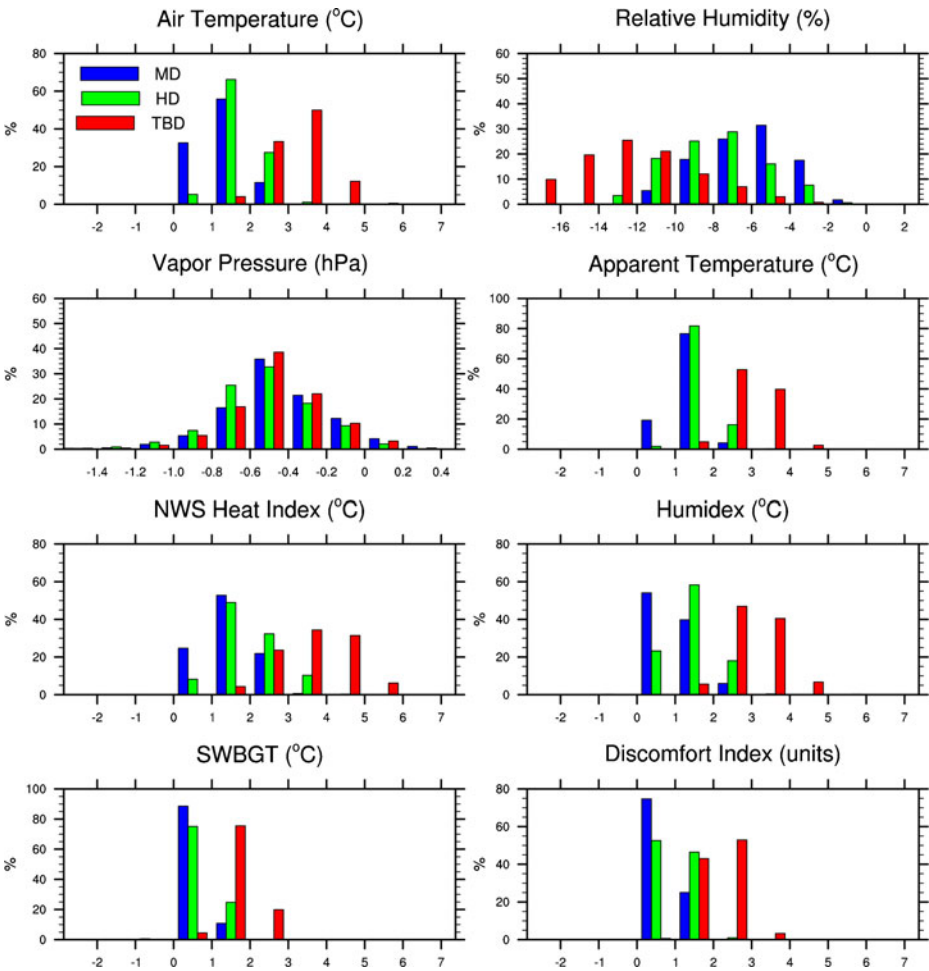 Air Temperature (°C)
80
60
40
20
0
%
MD
HD
TBD
-2 -1 0 1 2 3 4 5 6 7
Relative Humidity (%)
60
50
40
30
20
10
0
%
-16 -14 -12 -10 -8 -6 -4 -2 0 2
Vapor Pressure (hPa)
60
50
40
30
20
10
0
%
-1.4 -1.2 -1.0 -0.8 -0.6 -0.4 -0.2 0 0.2 0.4
Apparent Temperature (°C)
100
80
60
40
20
0
%
-2 -1 0 1 2 3 4 5 6 7
NWS Heat Index (°C)
80
60
40
20
0
%
-2 -1 0 1 2 3 4 5 6 7
Humidex (°C)
80
60
40
20
0
%
-2 -1 0 1 2 3 4 5 6 7
SWBGT (°C)
100
80
60
40
20
0
%
-2 -1 0 1 2 3 4 5 6 7
Discomfort Index (units)
80
60
40
20
0
%
-2 -1 0 1 2 3 4 5 6 7